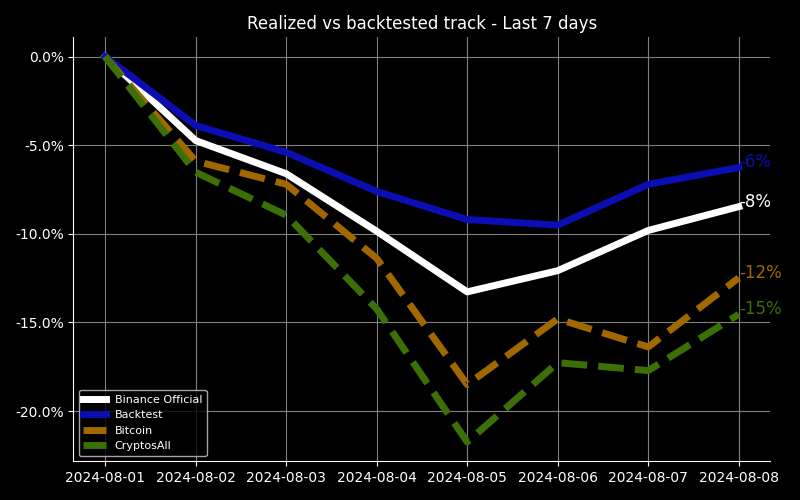 Realized vs backtested track - Last 7 days
0.0%
-5.0%
-10.0%
-15.0%
-20.0%
-6%
-8%
-12%
-15%
Binance Official
Backtest
Bitcoin
CryptosAll
2024-08-01 2024-08-02 2024-08-03 2024-08-04 2024-08-05 2024-08-06 2024-08-07 2024-08-08